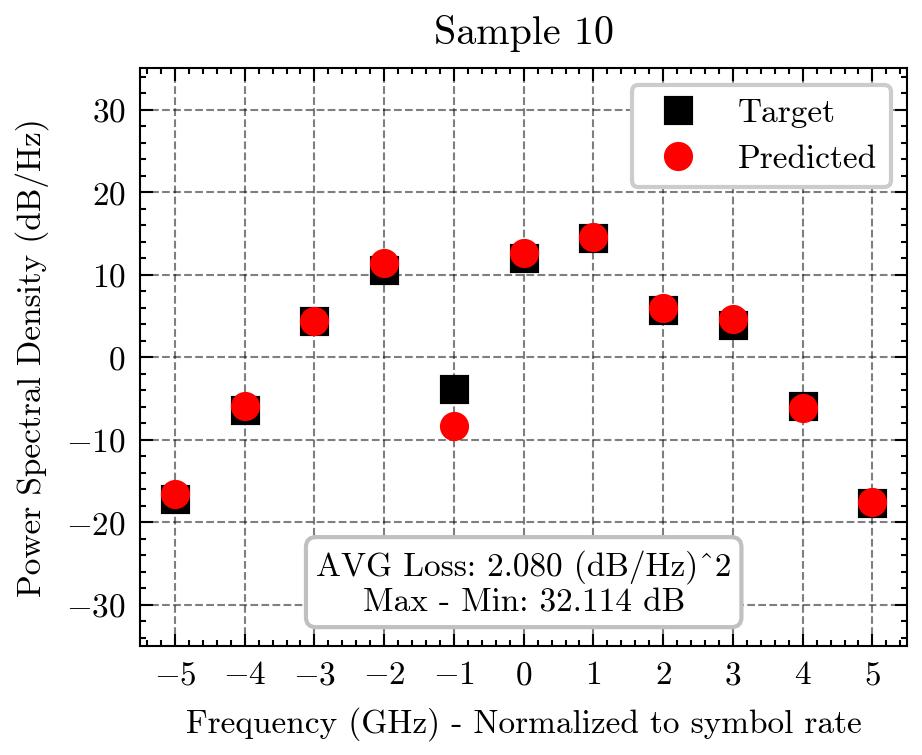 Sample 10
Power Spectral Density (dB/Hz)
30
20
10
0
−10
−20
−30
Target
Predicted
AVG Loss: 2.080 (dB/Hz)^2
Max - Min: 32.114 dB
−5 −4 −3 −2 −1 0 1 2 3 4 5
Frequency (GHz) - Normalized to symbol rate